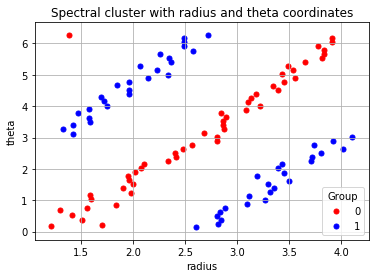 Spectral cluster with radius and theta coordinates
theta
6
5
4
3
2
1
0
Group
0
1
1.5 2.0 2.5 3.0 3.5 4.0
radius